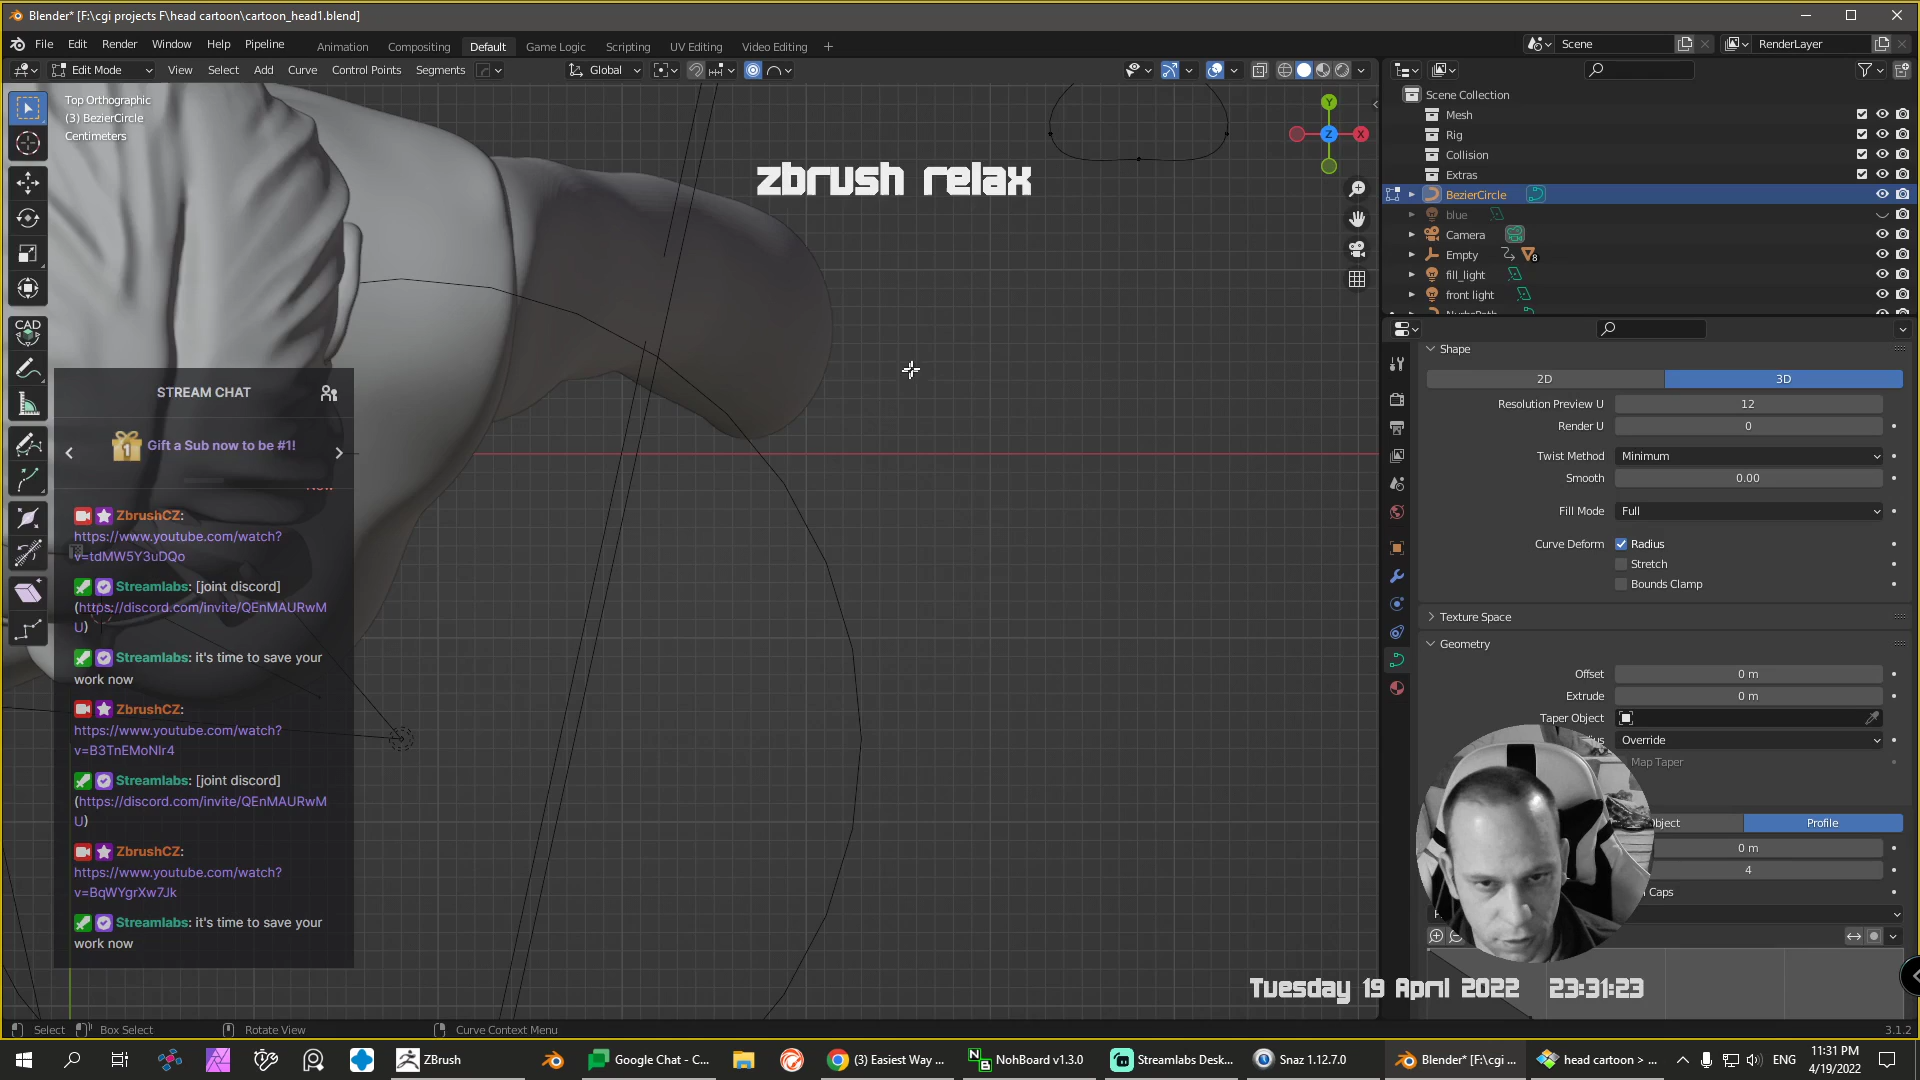 Blender* [F:\cgi projects F\head cartoon\cartoon_head1.blend]
File Edit Render Window Help Pipeline
Animation Compositing Default Game Logic Scripting UV Editing Video Editing +
Scene
RenderLayer
Edit Mode View Select Add Curve Control Points Segments
Global
Top Orthographic
(3) BezierCircle
Centimeters
zbrush relax
Y
Z
X
CAD
Scene Collection
Mesh
Rig
Collision
Extras
BezierCircle
blue
Camera
Empty
8
fill_light
front light
Shape
2D 3D
Resolution Preview U 12
Render U 0
Twist Method Minimum
Smooth 0.00
Fill Mode Full
Curve Deform Radius
Stretch
Bounds Clamp
Texture Space
Geometry
Offset 0 m
Extrude 0 m
Taper Object
Override
Map Taper
Profile
0 m
4
Caps
STREAM CHAT
1 Gift a Sub now to be #1!
ZbrushCZ:
https://www.youtube.com/watch?
v=tdMW5Y3uDQo
Streamlabs: [joint discord]
(https://discord.com/invite/QEnMAURwM
U)
Streamlabs: it's time to save your
work now
ZbrushCZ:
https://www.youtube.com/watch?
v=B3TnEMoNlr4
Streamlabs: [joint discord]
(https://discord.com/invite/QEnMAURwM
U)
ZbrushCZ:
https://www.youtube.com/watch?
v=BqWYgrXw7Jk
Streamlabs: it's time to save your
work now
Tuesday 19 April 2022 23:31:23
Select Box Select Rotate View Curve Context Menu
3.1.2
ZBrush
Google Chat - C...
(3) Easiest Way ...
NohBoard v1.3.0
Streamlabs Desk...
Snaz 1.12.7.0
Blender* [F:\cgi ...
head cartoon > ...
ENG
11:31 PM
4/19/2022